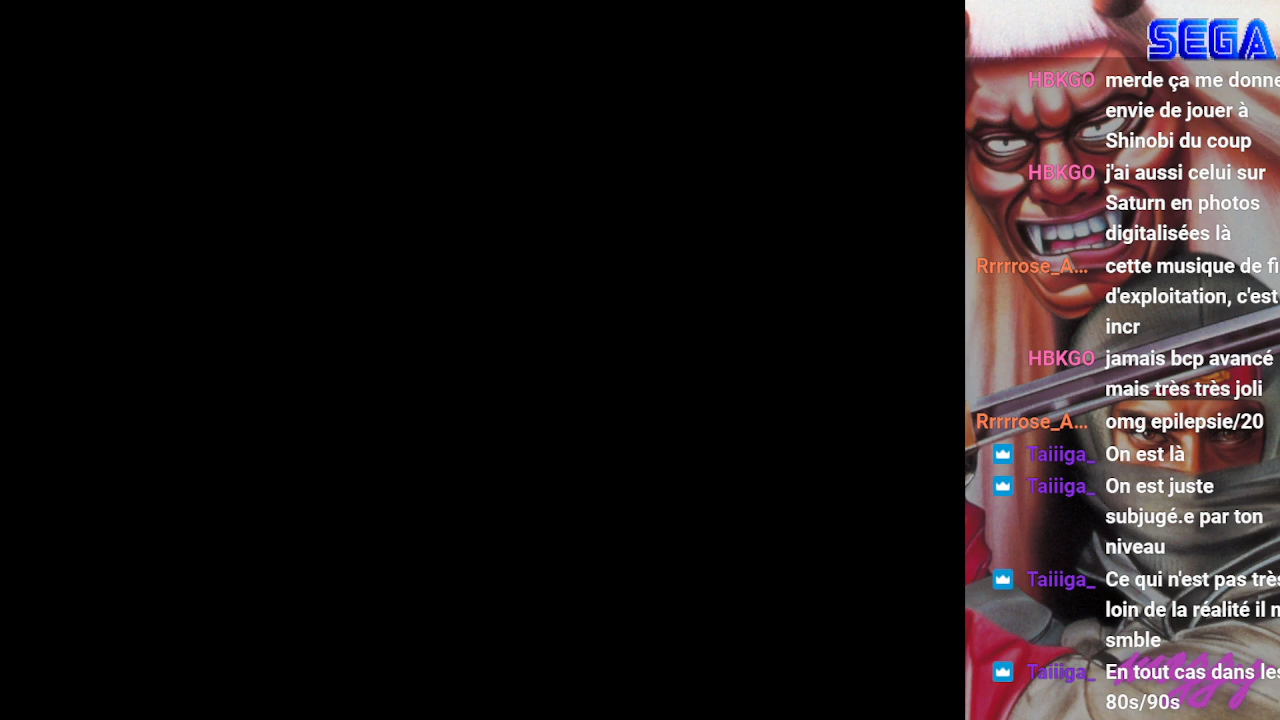 SEGA
HBKGO merde ça me donne
envie de jouer à
Shinobi du coup
HBKGO j'ai aussi celui sur
Saturn en photos
digitalisées là
Rrrrrose_A... cette musique de fi
d'exploitation, c'est
incr
HBKGO jamais bcp avancé
mais très très joli
Rrrrrose_A... omg epilepsie/20
Taiiiga_ On est là
Taiiiga_ On est juste
subjugé.e par ton
niveau
Taiiiga_ Ce qui n'est pas très
loin de la réalité il m
smble
Taiiiga_ En tout cas dans les
80s/90s